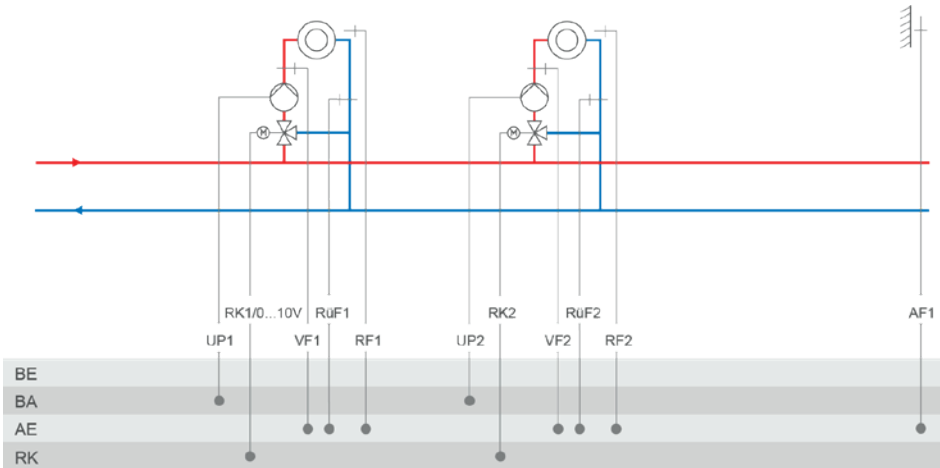 M M
RK1/0...10V RüF1 RK2 RüF2 AF1
UP1 VF1 RF1 UP2 VF2 RF2
BE
BA
AE
RK